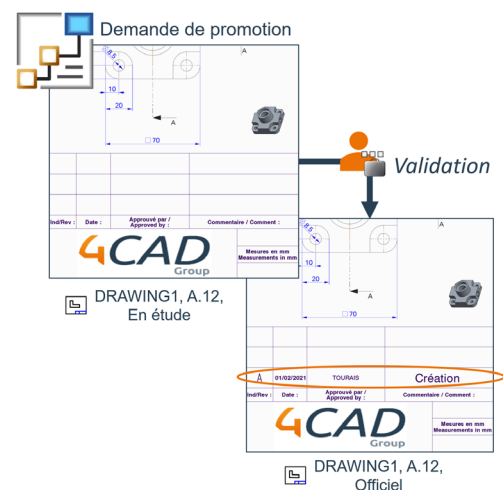 Demande de promotion
A
8.5
10
20
A
□ 70
Validation
Ind/Rev : Date : Approuvé par / Approved by : Commentaire / Comment :
4CAD
Group
Mesures en mm
Measurements in mm
DRAWING1, A.12,
En étude
A
8.5
10
20
A
□ 70
A 01/02/2021 TOURAIS Création
Ind/Rev : Date : Approuvé par / Approved by : Commentaire / Comment :
4CAD
Group
Mesures en mm
Measurements in mm
DRAWING1, A.12,
Officiel